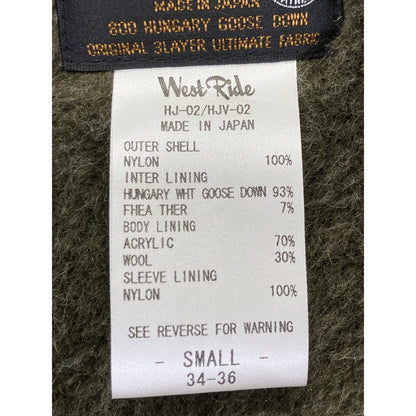 MADE IN JAPAN
800 HUNGARY GOOSE DOWN
ORIGINAL 3LAYER ULTIMATE FABRIC
West Ride
HJ-02/HJV-02
MADE IN JAPAN
OUTER SHELL
NYLON 100%
INTER LINING
HUNGARY WHT GOOSE DOWN 93%
FHEA THER 7%
BODY LINING
ACRYLIC 70%
WOOL 30%
SLEEVE LINING
NYLON 100%
SEE REVERSE FOR WARNING
- SMALL -
34-36